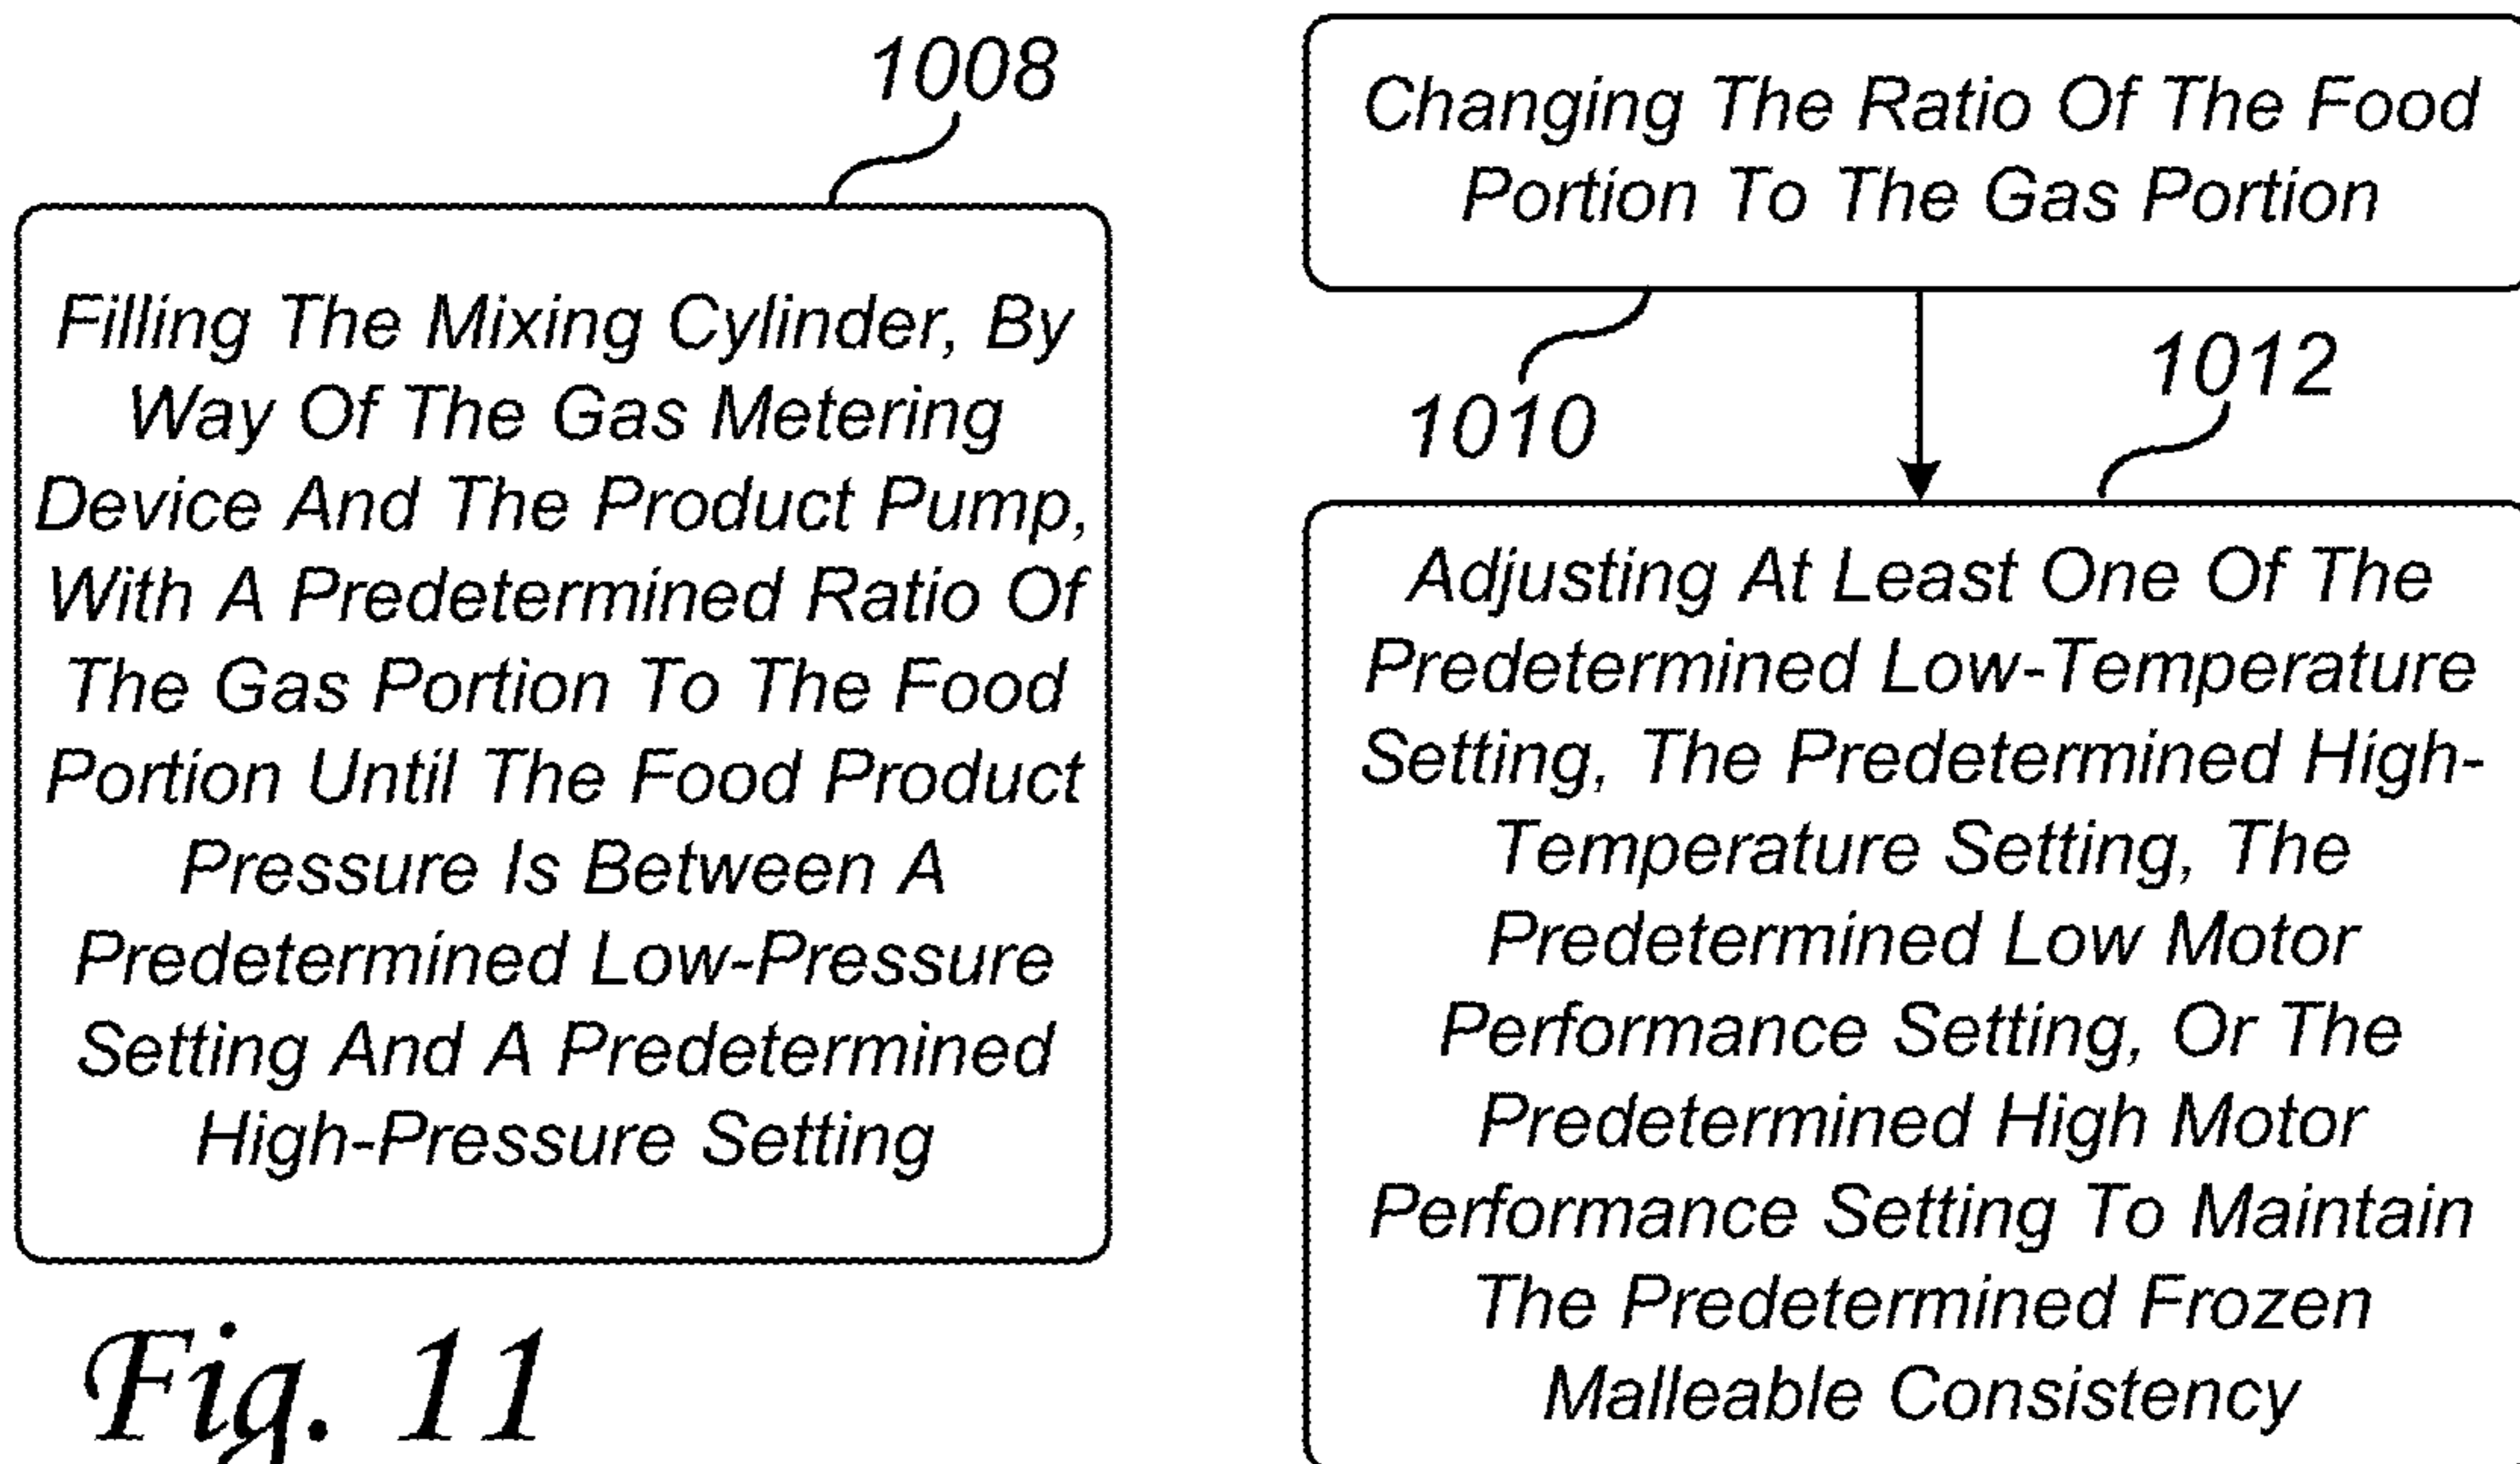 1008
Filling The Mixing Cylinder, By
Way Of The Gas Metering
Device And The Product Pump,
With A Predetermined Ratio Of
The Gas Portion To The Food
Portion Until The Food Product
Pressure Is Between A
Predetermined Low-Pressure
Setting And A Predetermined
High-Pressure Setting
Fig. 11
Changing The Ratio Of The Food
Portion To The Gas Portion
1010
1012
Adjusting At Least One Of The
Predetermined Low-Temperature
Setting, The Predetermined High-
Temperature Setting, The
Predetermined Low Motor
Performance Setting, Or The
Predetermined High Motor
Performance Setting To Maintain
The Predetermined Frozen
Malleable Consistency